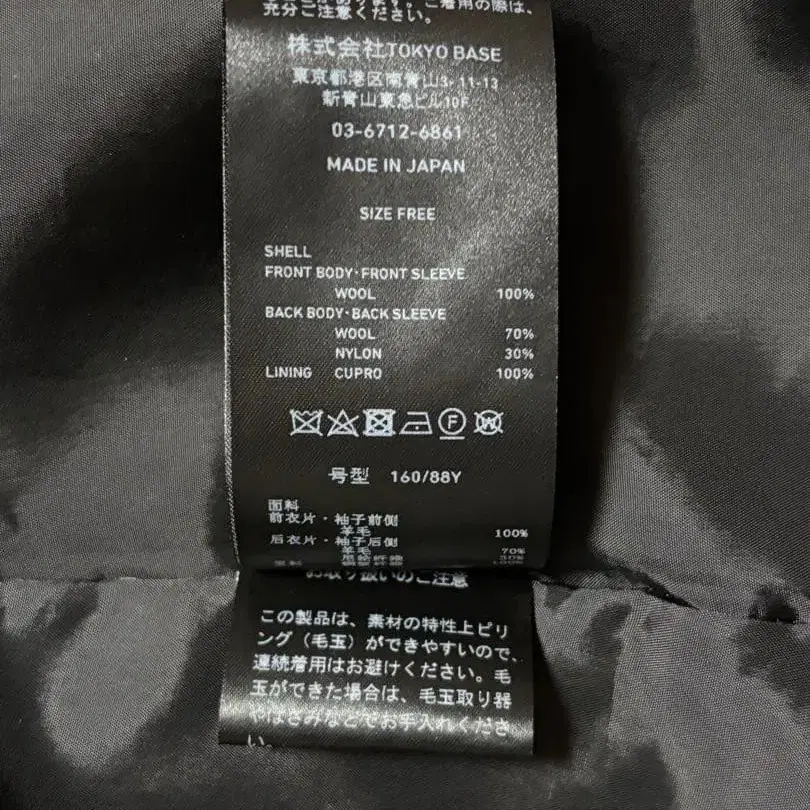 ご着用の際は、
充分ご注意ください。
株式会社TOKYO BASE
東京都港区南青山3-11-13
新青山東急ビル10F
03-6712-6861
MADE IN JAPAN
SIZE FREE
SHELL
FRONT BODY・FRONT SLEEVE
WOOL 100%
BACK BODY・BACK SLEEVE
WOOL 70%
NYLON 30%
LINING CUPRO 100%
F W
号型 160/88Y
面料
前衣片・袖子前侧
羊毛 100%
后衣片・袖子后侧
羊毛 70%
30%
100%
お取り扱いのご注意
この製品は、素材の特性上ピリ
ング（毛玉）ができやすいので、
連続着用はお避けください。毛
玉ができた場合は、毛玉取り器
やはさみなどでお手入れくださ
い。